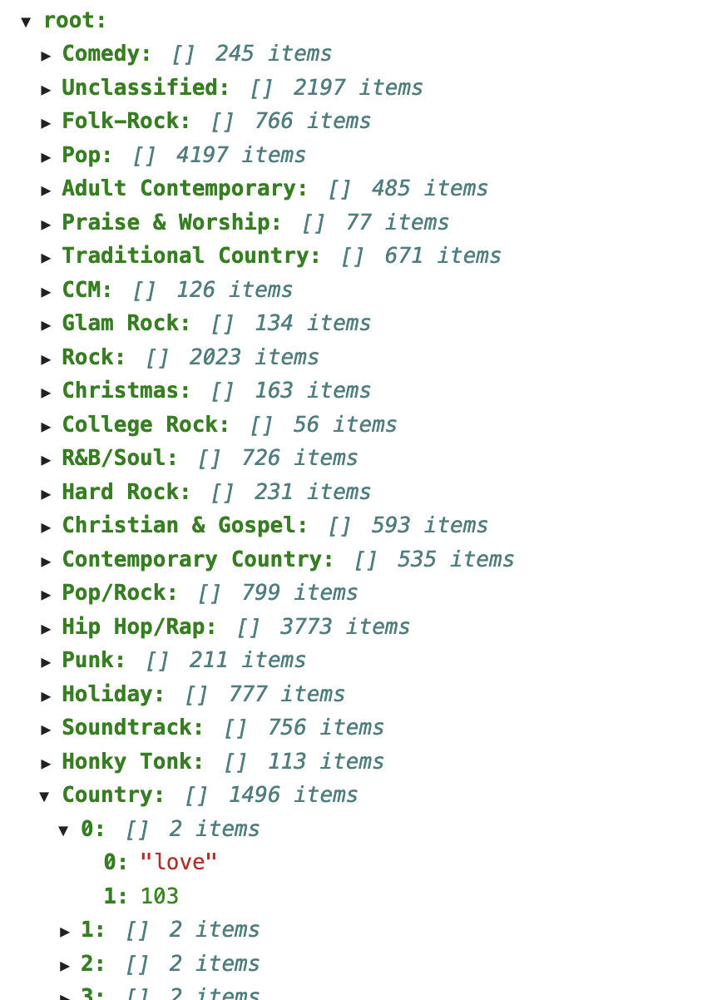 root:
Comedy: [] 245 items
Unclassified: [] 2197 items
Folk-Rock: [] 766 items
Pop: [] 4197 items
Adult Contemporary: [] 485 items
Praise & Worship: [] 77 items
Traditional Country: [] 671 items
CCM: [] 126 items
Glam Rock: [] 134 items
Rock: [] 2023 items
Christmas: [] 163 items
College Rock: [] 56 items
R&B/Soul: [] 726 items
Hard Rock: [] 231 items
Christian & Gospel: [] 593 items
Contemporary Country: [] 535 items
Pop/Rock: [] 799 items
Hip Hop/Rap: [] 3773 items
Punk: [] 211 items
Holiday: [] 777 items
Soundtrack: [] 756 items
Honky Tonk: [] 113 items
Country: [] 1496 items
0: [] 2 items
0: "love"
1: 103
1: [] 2 items
2: [] 2 items
3: [] 2 items